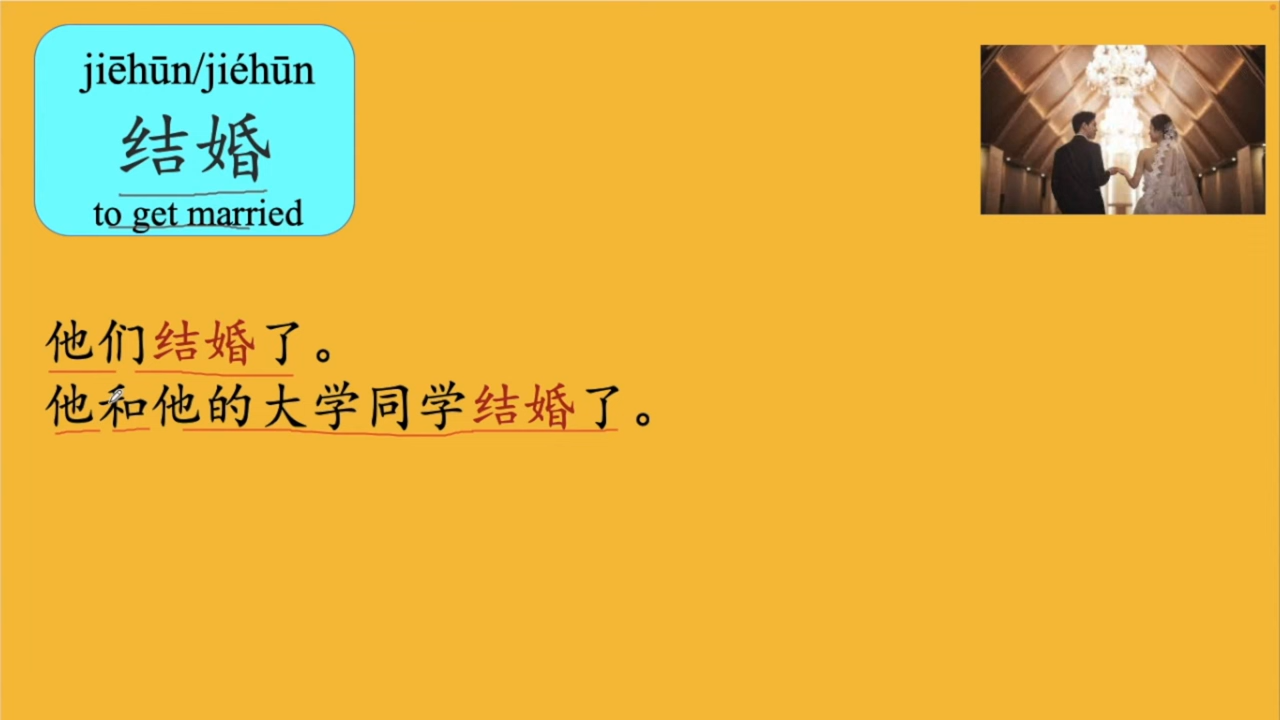 jiēhūn/jiéhūn
结婚
to get married
他们结婚了。
他和他的大学同学结婚了。